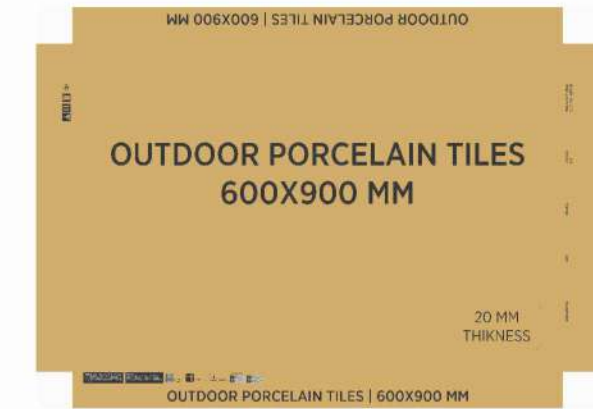 OUTDOOR PORCELAIN TILES | 600X900 MM
OUTDOOR PORCELAIN TILES
600X900 MM
20 MM
THIKNESS
OUTDOOR PORCELAIN TILES | 600X900 MM